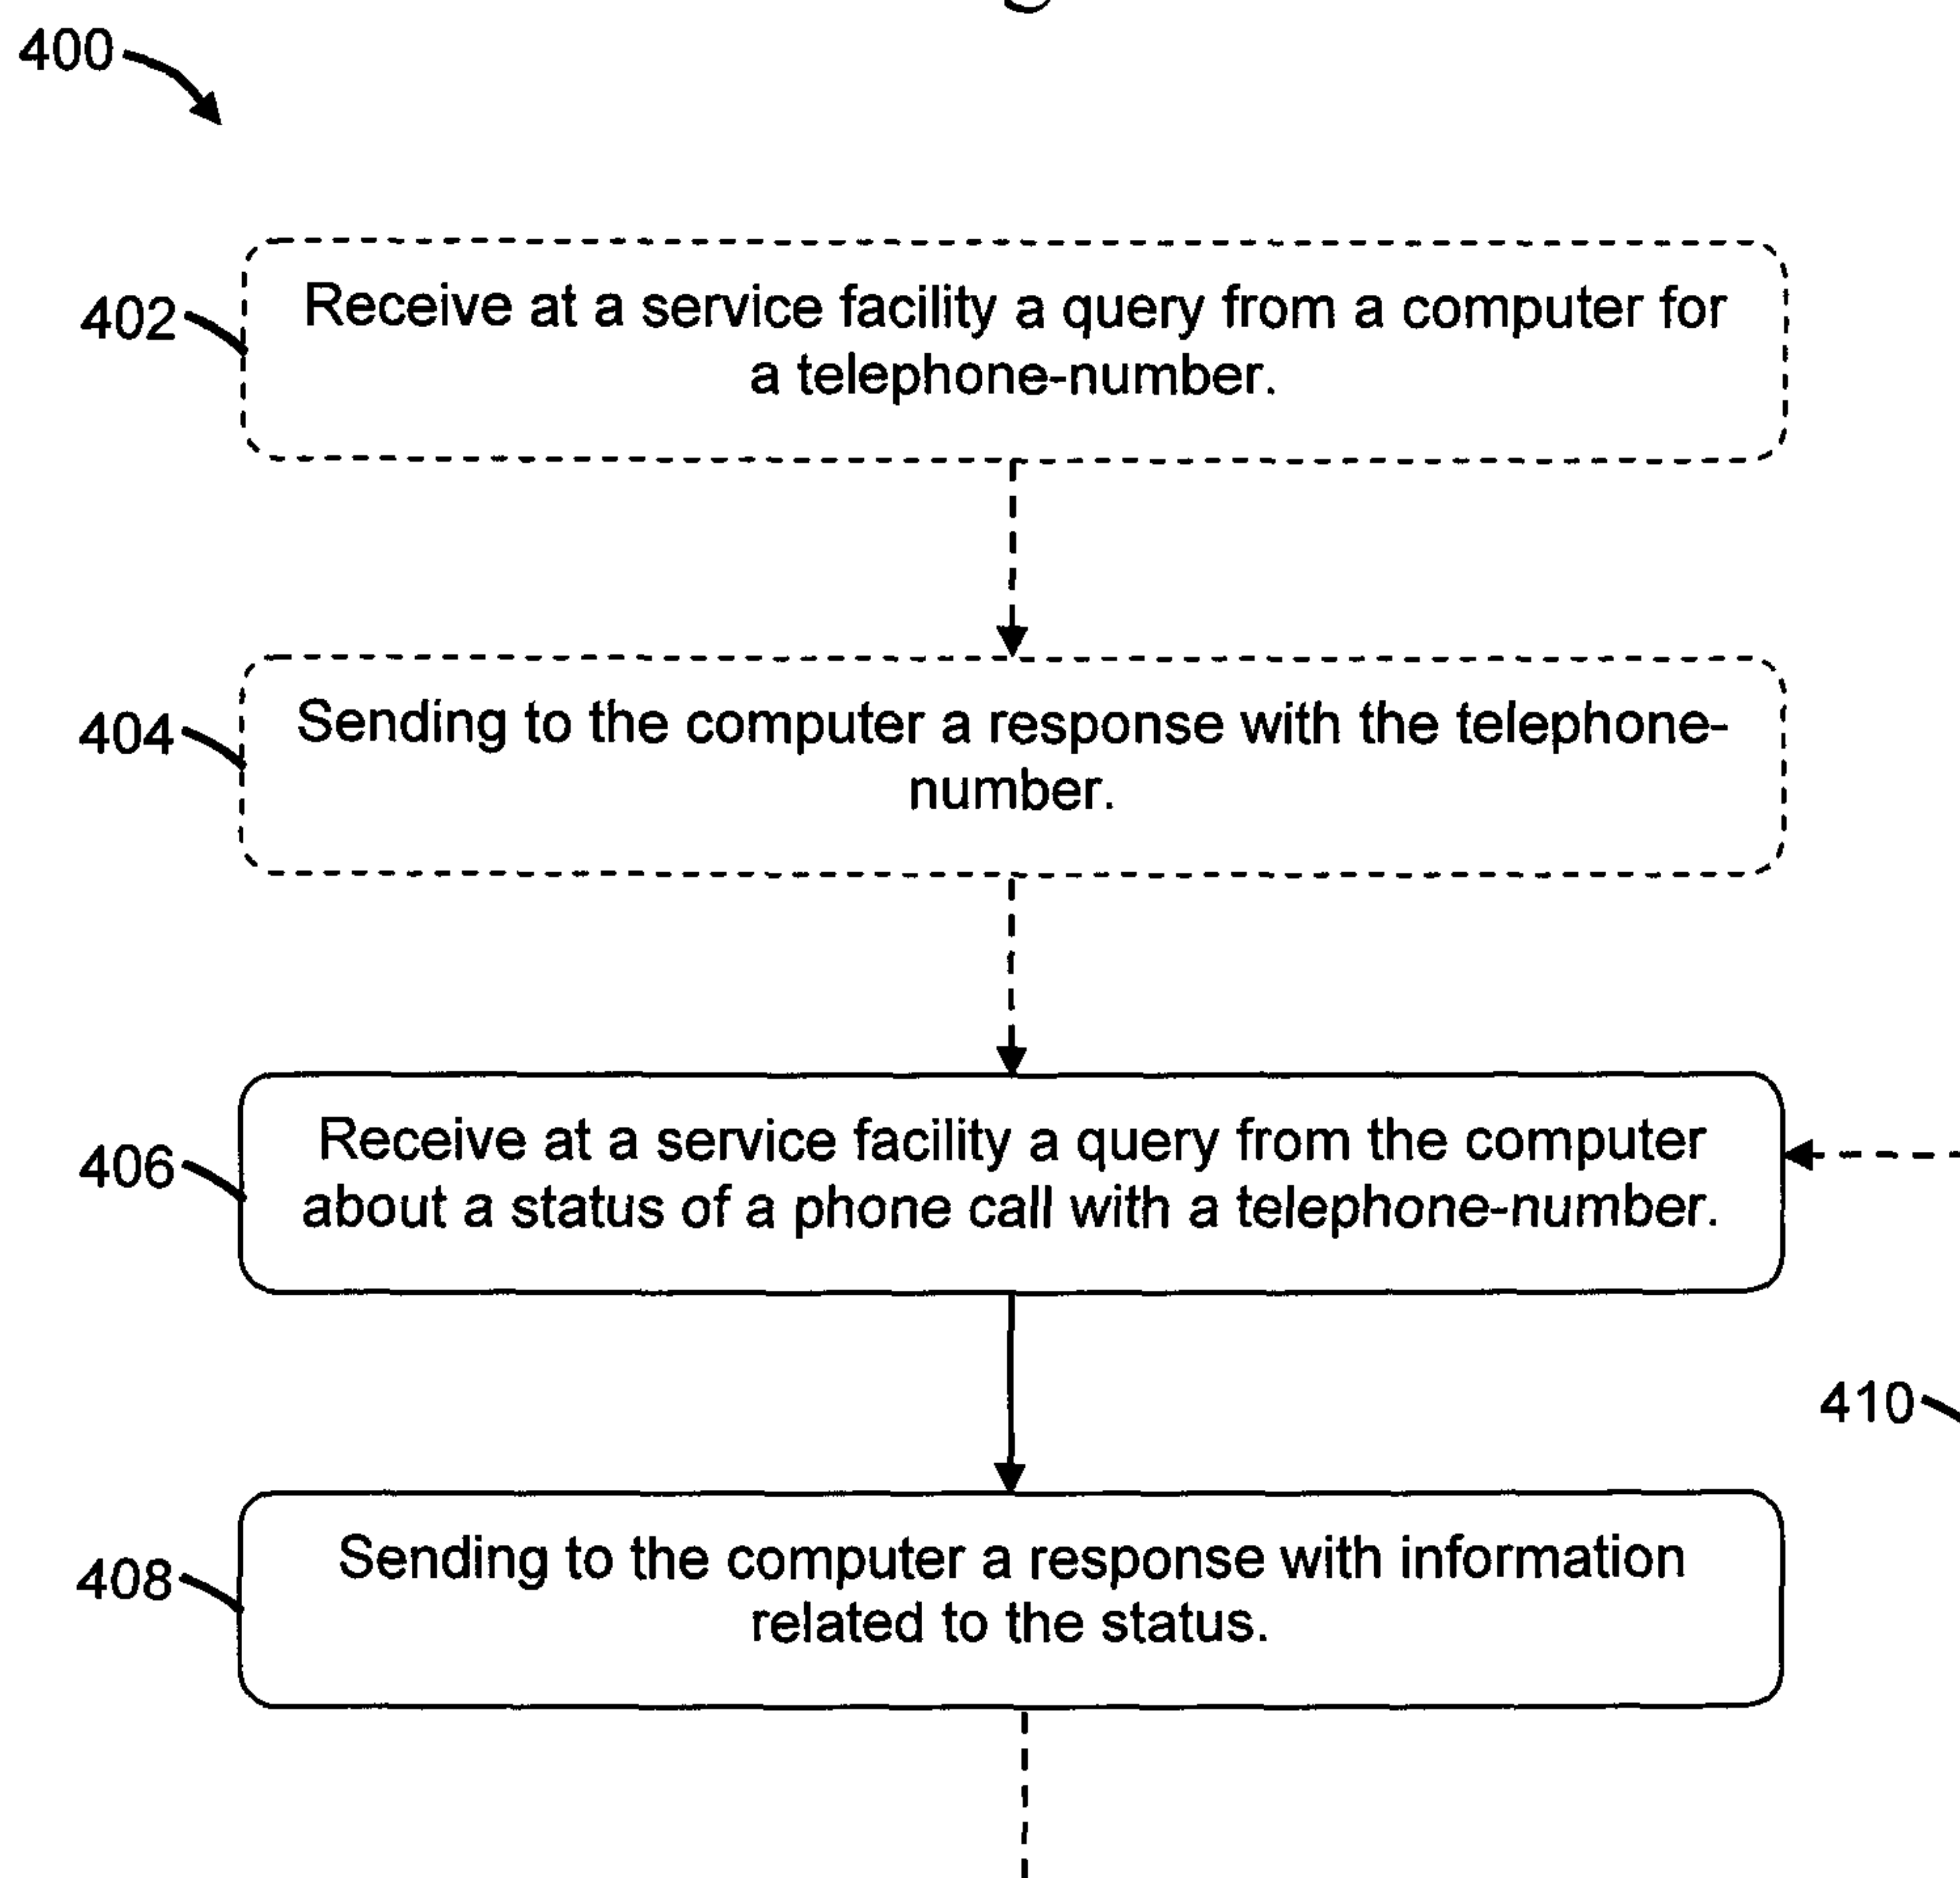 400
402
Receive at a service facility a query from a computer for
a telephone-number.
404
Sending to the computer a response with the telephone-
number.
406
Receive at a service facility a query from the computer
about a status of a phone call with a telephone-number.
410
408
Sending to the computer a response with information
related to the status.